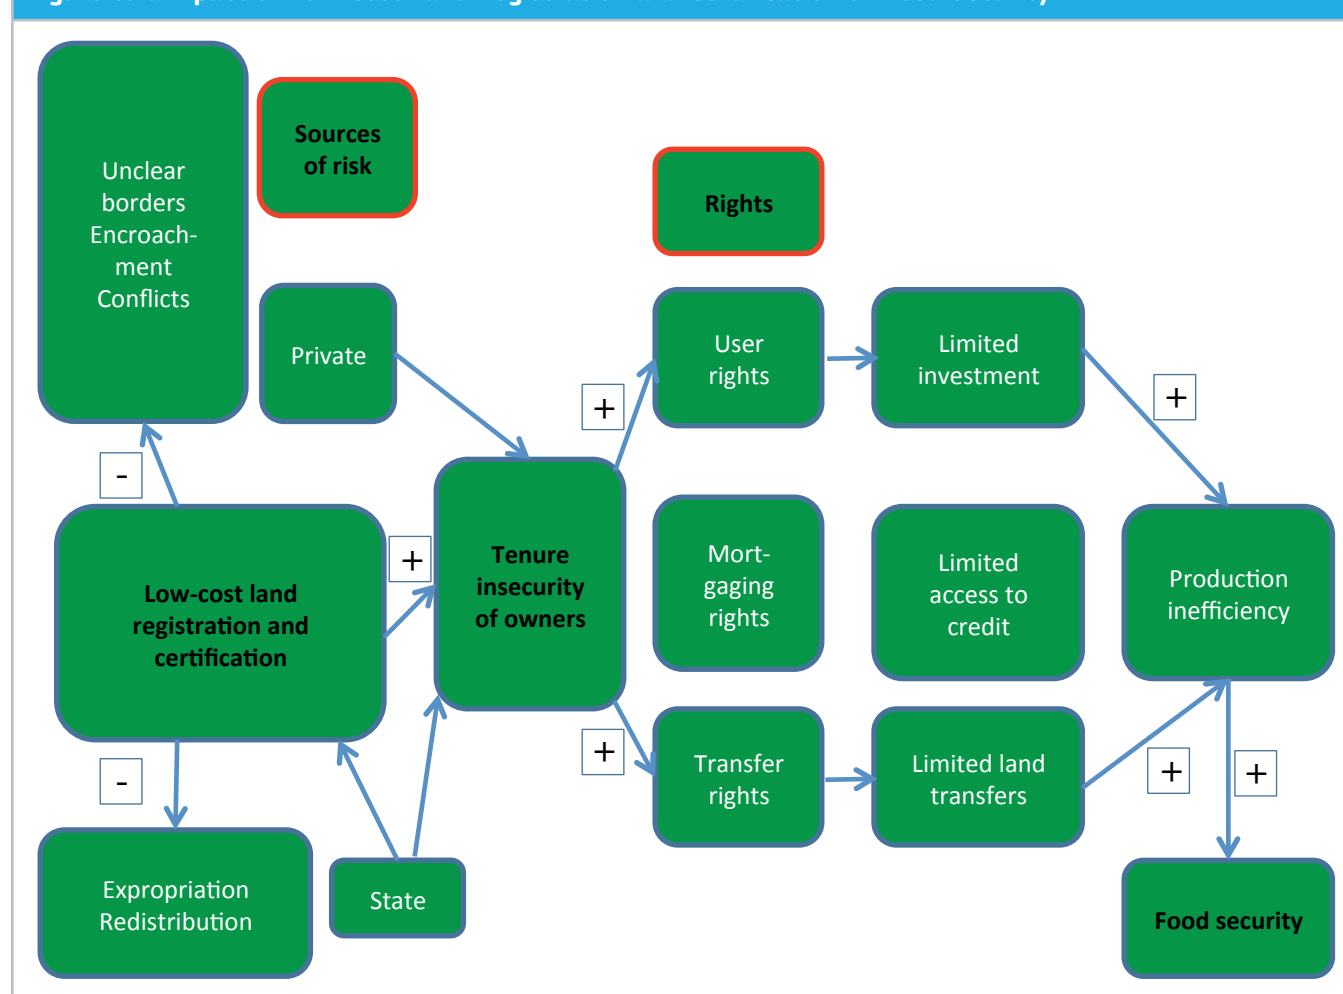 Unclear
borders
Encroach-
ment
Conflicts
Sources
of risk
Rights
Private
User
rights
Limited
investment
+
+
-
Low-cost land
registration and
certification
+
Tenure
insecurity
of owners
Mort-
gaging
rights
Limited
access to
credit
Production
inefficiency
-
+
Transfer
rights
Limited land
transfers
+
+
Expropriation
Redistribution
State
Food security